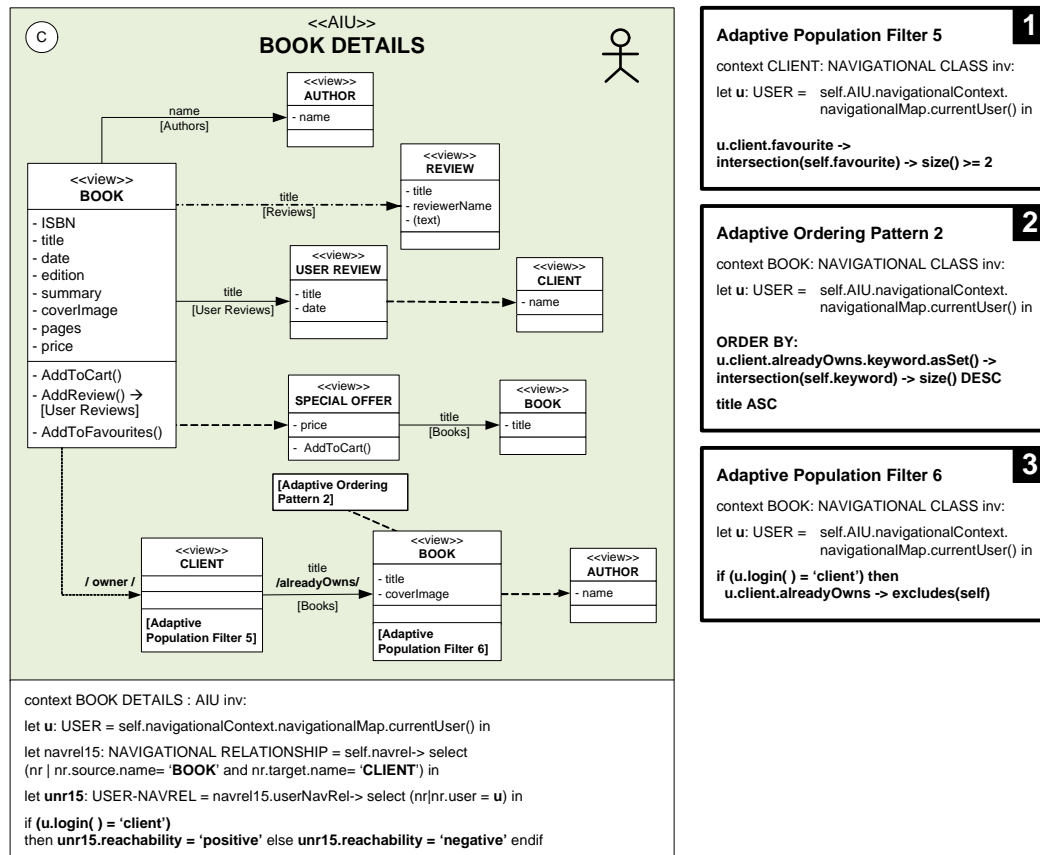 C
<<AIU>>
BOOK DETAILS
<<view>>
AUTHOR
- name
name
[Authors]
<<view>>
BOOK
- ISBN
- title
- date
- edition
- summary
- coverImage
- pages
- price
- AddToCart()
- AddReview() →
[User Reviews]
- AddToFavourites()
<<view>>
REVIEW
- title
- reviewerName
- (text)
title
[Reviews]
<<view>>
USER REVIEW
- title
- date
title
[User Reviews]
<<view>>
CLIENT
- name
<<view>>
SPECIAL OFFER
- price
- AddToCart()
title
[Books]
<<view>>
BOOK
- title
[Adaptive Ordering
Pattern 2]
/ owner /
<<view>>
CLIENT
[Adaptive
Population Filter 5]
title
/alreadyOwns/
[Books]
<<view>>
BOOK
- title
- coverImage
[Adaptive
Population Filter 6]
<<view>>
AUTHOR
- name
context BOOK DETAILS : AIU inv:
let u: USER = self.navigationalContext.navigationalMap.currentUser() in
let navrel15: NAVIGATIONAL RELATIONSHIP = self.navrel-> select
(nr | nr.source.name= ‘BOOK’ and nr.target.name= ‘CLIENT’) in
let unr15: USER-NAVREL = navrel15.userNavRel-> select (nr|nr.user = u) in
if (u.login( ) = ‘client’)
then unr15.reachability = ‘positive’ else unr15.reachability = ‘negative’ endif
1
Adaptive Population Filter 5
context CLIENT: NAVIGATIONAL CLASS inv:
let u: USER = self.AIU.navigationalContext.
navigationalMap.currentUser() in
u.client.favourite ->
intersection(self.favourite) -> size() >= 2
2
Adaptive Ordering Pattern 2
context BOOK: NAVIGATIONAL CLASS inv:
let u: USER = self.AIU.navigationalContext.
navigationalMap.currentUser() in
ORDER BY:
u.client.alreadyOwns.keyword.asSet() ->
intersection(self.keyword) -> size() DESC
title ASC
3
Adaptive Population Filter 6
context BOOK: NAVIGATIONAL CLASS inv:
let u: USER = self.AIU.navigationalContext.
navigationalMap.currentUser() in
if (u.login( ) = ‘client’) then
u.client.alreadyOwns -> excludes(self)